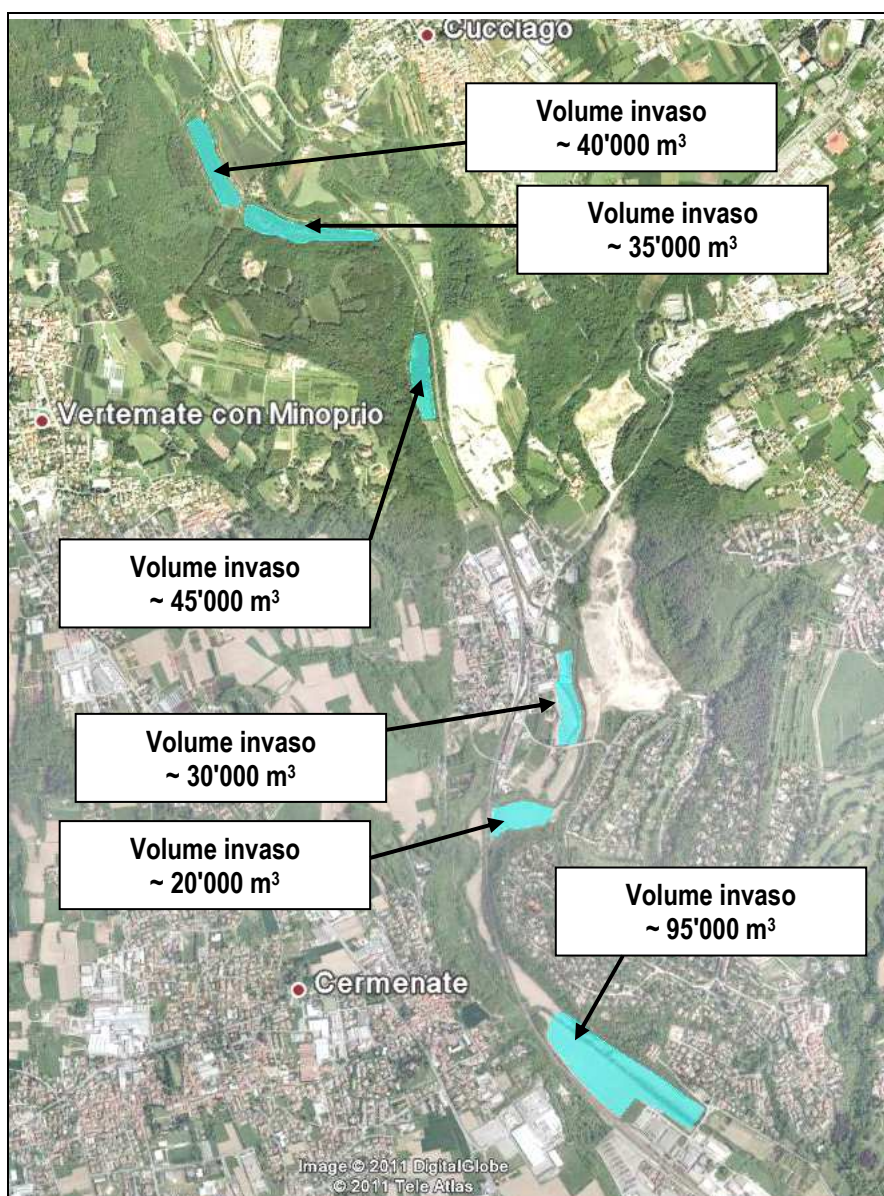 Cucciago
Volume invaso
~ 40'000 m³
Volume invaso
~ 35'000 m³
Vertemate con Minoprio
Volume invaso
~ 45'000 m³
Volume invaso
~ 30'000 m³
Volume invaso
~ 20'000 m³
Volume invaso
~ 95'000 m³
Cermenate
Image © 2011 DigitalGlobe
© 2011 Tele Atlas